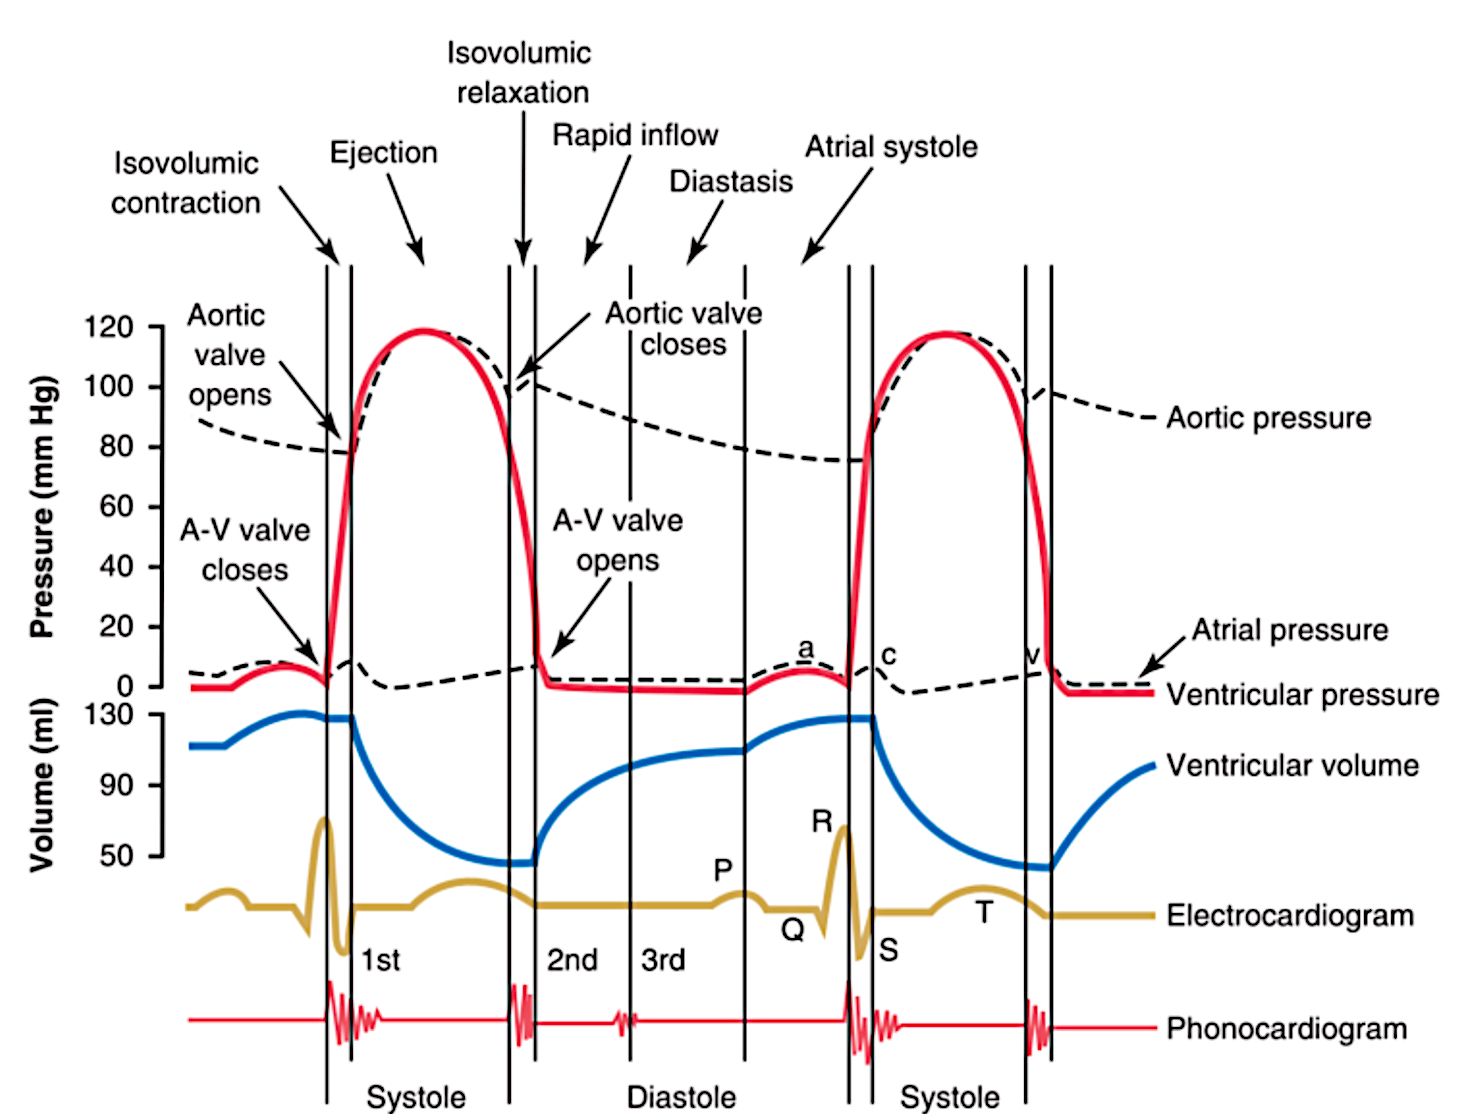 Isovolumic
relaxation
Rapid inflow
Ejection
Atrial systole
Isovolumic
contraction
Diastasis
Aortic
valve
opens
Aortic valve
closes
120
100
80
60
40
20
0
Pressure (mm Hg)
Aortic pressure
A-V valve
closes
A-V valve
opens
a
c
v
Atrial pressure
Ventricular pressure
130
90
50
Volume (ml)
Ventricular volume
R
P
Q
S
T
Electrocardiogram
1st
2nd
3rd
Phonocardiogram
Systole
Diastole
Systole